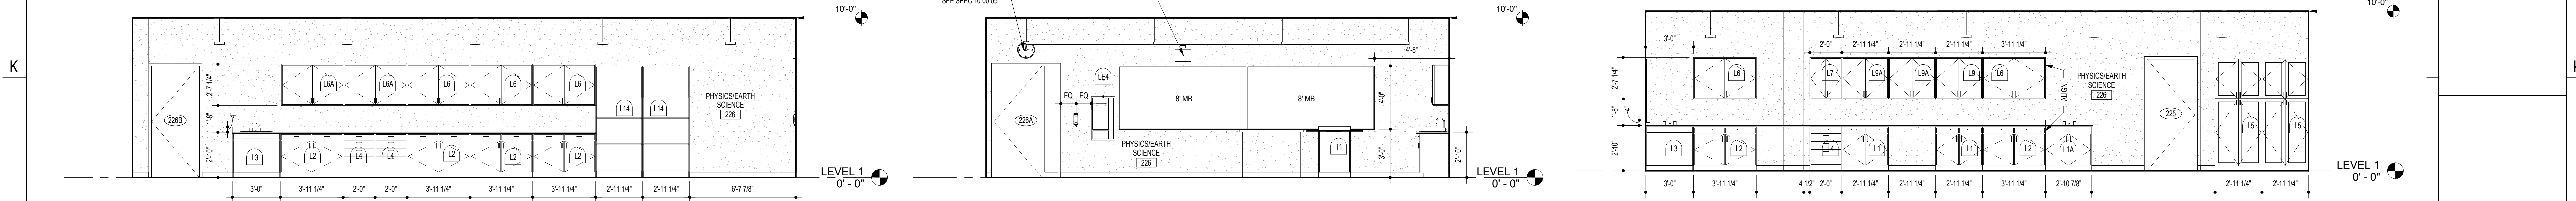 K
10'-0"
2'-7 1/4"
1'-8"
4"
2'-10"
226B
L6A
L6A
L6
L6
L6
L14
L14
PHYSICS/EARTH
SCIENCE
226
L3
L2
L4
L4
L2
L2
L2
LEVEL 1
0' - 0"
3'-0"
3'-11 1/4"
2'-0"
2'-0"
3'-11 1/4"
3'-11 1/4"
3'-11 1/4"
2'-11 1/4"
2'-11 1/4"
6'-7 7/8"
SEE SPEC 10 00 05
10'-0"
4'-8"
LE4
EQ
EQ
8' MB
8' MB
4'-0"
226A
PHYSICS/EARTH
SCIENCE
226
T1
3'-0"
2'-10"
LEVEL 1
0' - 0"
10'-0"
3'-0"
2'-0"
2'-11 1/4"
2'-11 1/4"
2'-11 1/4"
3'-11 1/4"
2'-7 1/4"
1'-8"
4"
2'-10"
L6
L7
L9A
L9A
L9
L6
PHYSICS/EARTH
SCIENCE
226
ALIGN
225
L3
L2
L4
L1
L1
L2
L1A
L5
L5
LEVEL 1
0' - 0"
3'-0"
3'-11 1/4"
4 1/2"
2'-0"
2'-11 1/4"
2'-11 1/4"
2'-11 1/4"
3'-11 1/4"
2'-10 7/8"
2'-11 1/4"
2'-11 1/4"